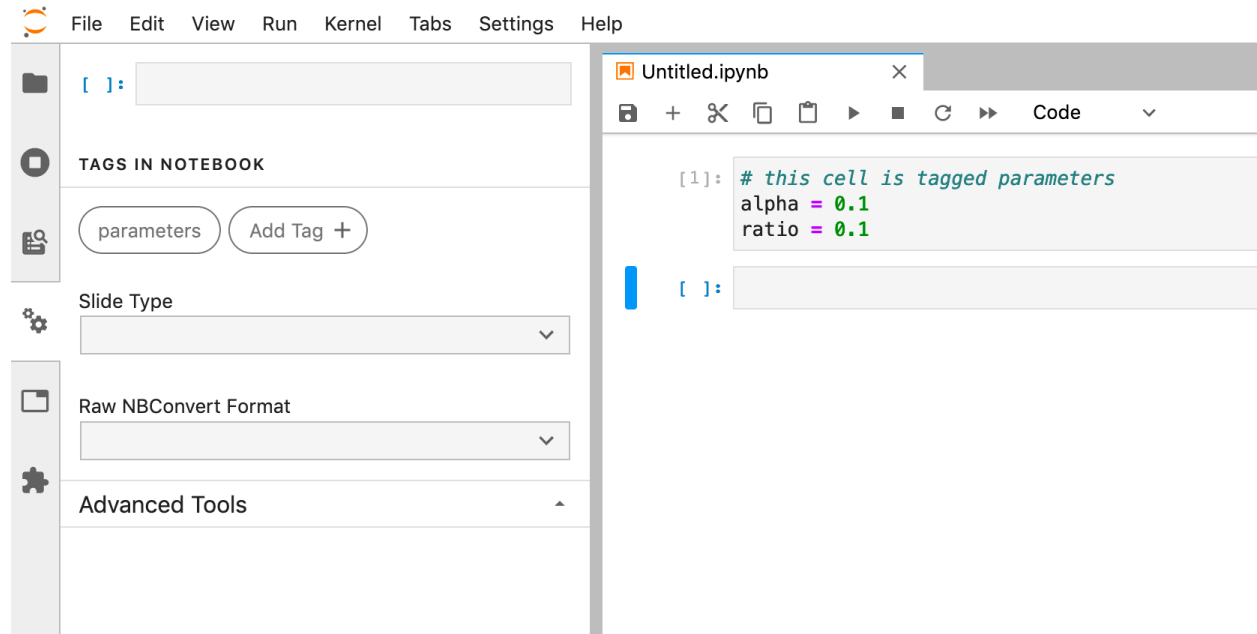 File Edit View Run Kernel Tabs Settings Help
[ ]:
TAGS IN NOTEBOOK
parameters Add Tag +
Slide Type
Raw NBConvert Format
Advanced Tools
Untitled.ipynb
Code
[1]: # this cell is tagged parameters
alpha = 0.1
ratio = 0.1
[ ]: